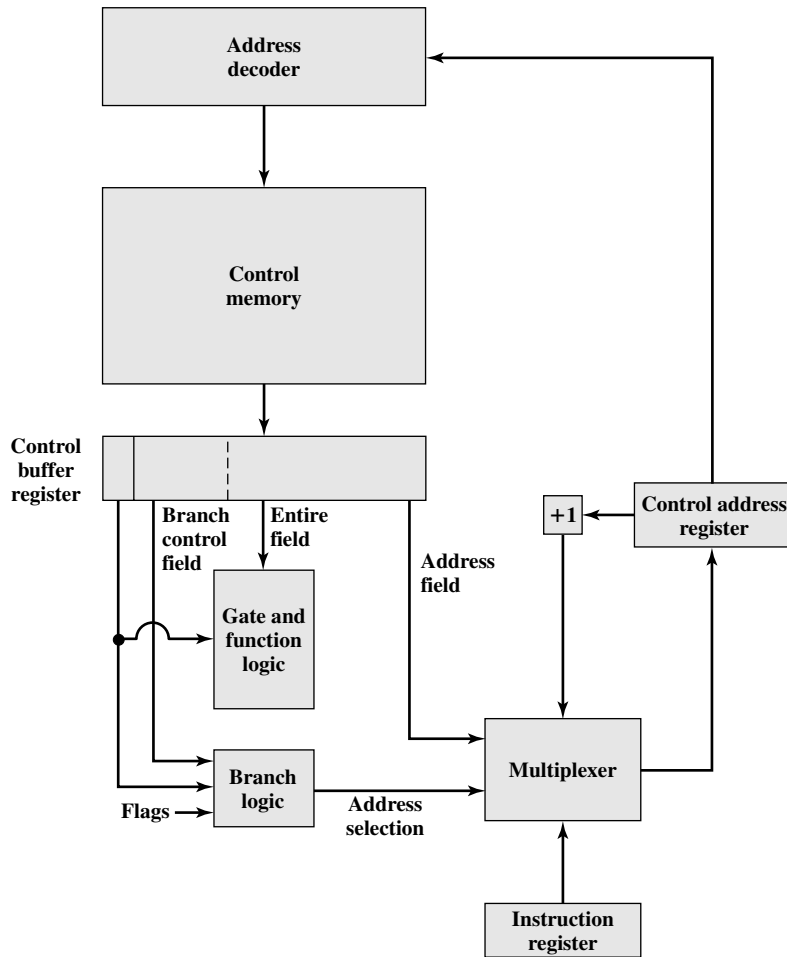 Address
decoder
Control
memory
Control
buffer
register
Branch
control
field
Entire
field
Address
field
+1
Control address
register
Gate and
function
logic
Branch
logic
Flags
Address
selection
Multiplexer
Instruction
register